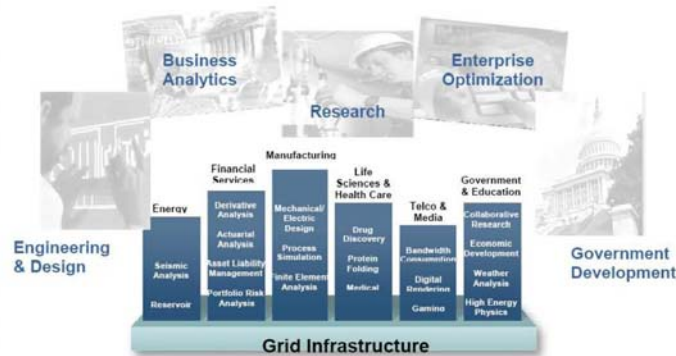 Business
Analytics
Enterprise
Optimization
Research
Engineering
& Design
Government
Development
Energy
Seismic
Analysis
Reservoir
Financial
Services
Derivative
Analysis
Actuarial
Analysis
Asset Liability
Management
Portfolio Risk
Analysis
Manufacturing
Mechanical/
Electric
Design
Process
Simulation
Finite Element
Analysis
Life
Sciences &
Health Care
Drug
Discovery
Protein
Folding
Medical
Telco &
Media
Bandwidth
Consumption
Digital
Rendering
Gaming
Government
& Education
Collaborative
Research
Economic
Development
Weather
Analysis
High Energy
Physics
Grid Infrastructure